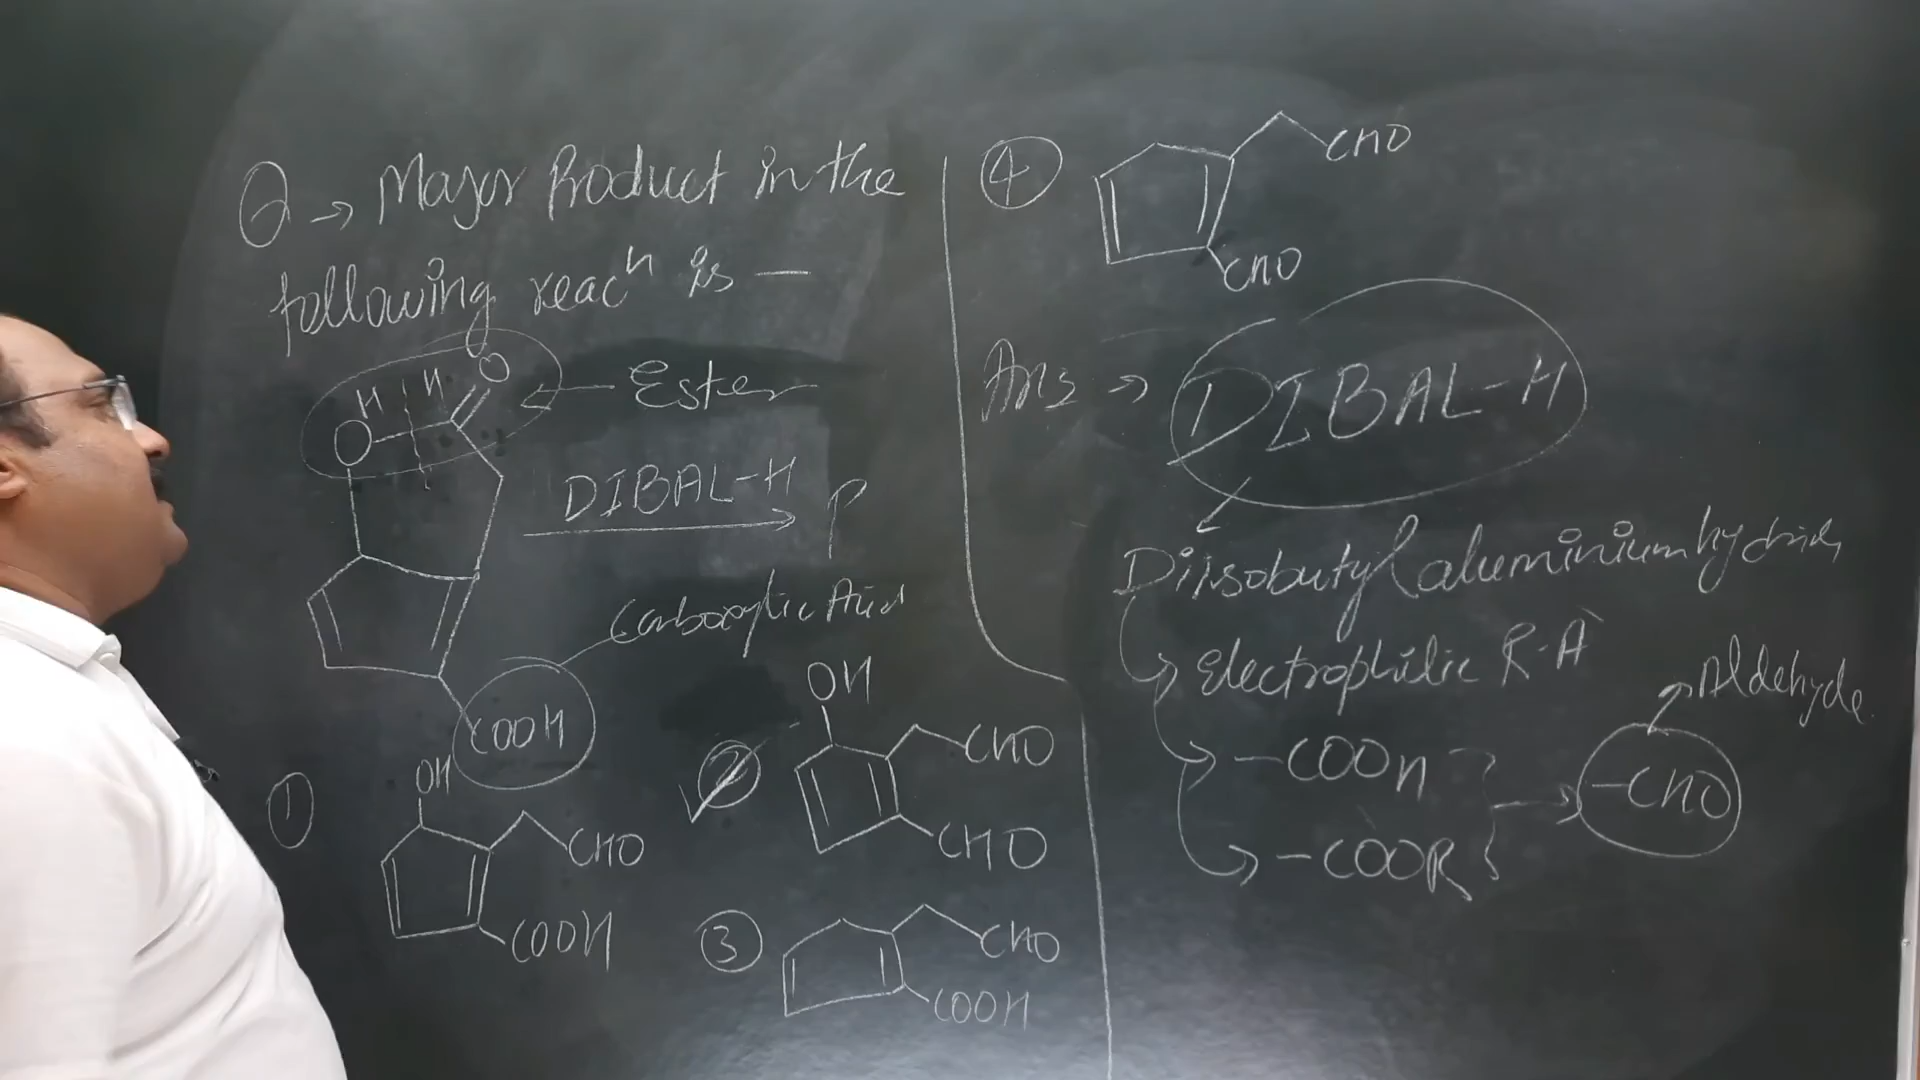 Q → Major Product in the
following reacⁿ is —
H H O
O
← Ester
DIBAL-H
P
Carboxylic Acid
COOH
① OH
CHO
COOH
② OH
CHO
CHO
③ CHO
COOH
④ CHO
CHO
Ans → DIBAL-H
Diisobutyl aluminium hydride
Electrophilic R-A
Aldehyde
-COOH
-CHO
-COOR